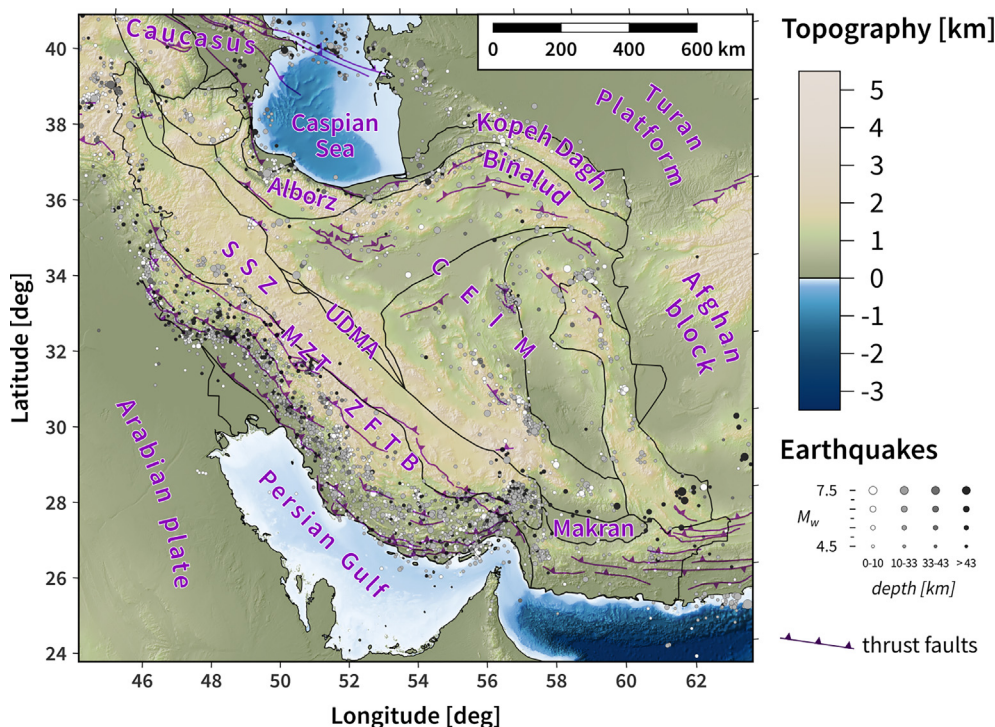 Caucasus
Caspian
Sea
Alborz
Kopeh Dagh
Binalud
Turan
Platform
Afghan
block
C E I M
S S Z
UDMA
MZT
Z F T B
Arabian plate
Persian Gulf
Makran
0 200 400 600 km
40
38
36
34
32
30
28
26
24
Latitude [deg]
46 48 50 52 54 56 58 60 62
Longitude [deg]
Topography [km]
5
4
3
2
1
0
-1
-2
-3
Earthquakes
7.5
Mw
4.5
0-10 10-33 33-43 >43
depth [km]
thrust faults